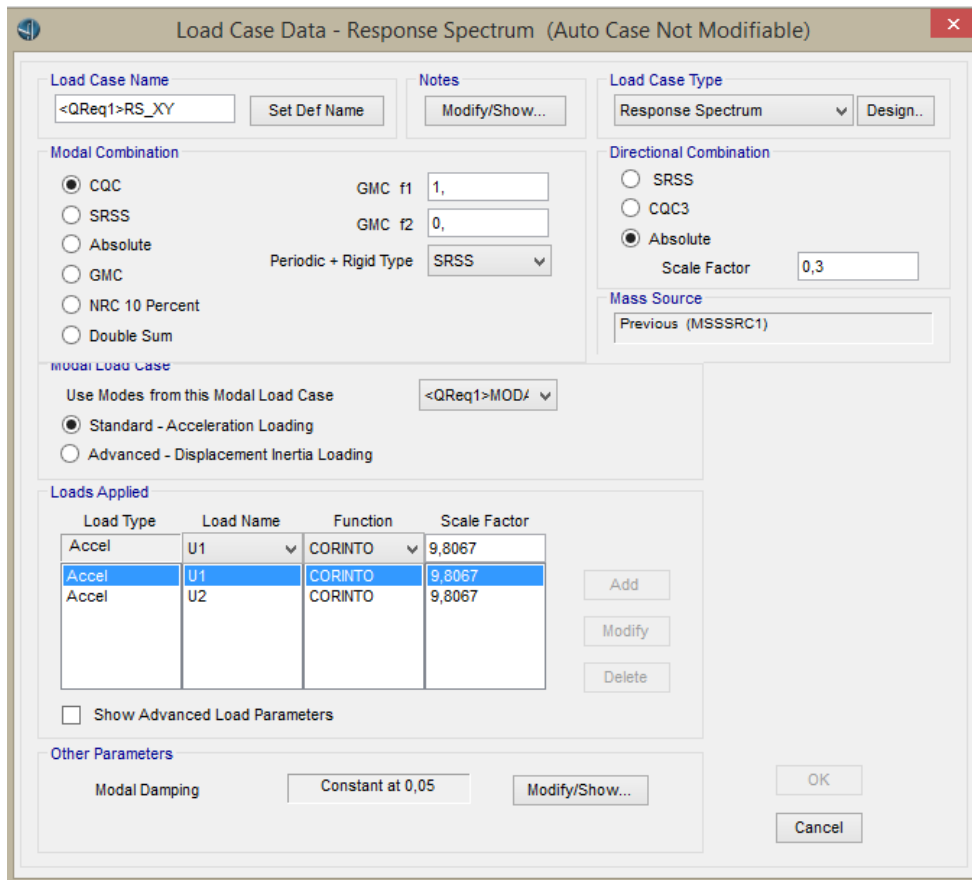 Load Case Data - Response Spectrum (Auto Case Not Modifiable)
Load Case Name
<QReq1>RS_XY
Set Def Name
Notes
Modify/Show...
Load Case Type
Response Spectrum
Design..
Modal Combination
CQC
SRSS
Absolute
GMC
NRC 10 Percent
Double Sum
GMC f1 1,
GMC f2 0,
Periodic + Rigid Type SRSS
Directional Combination
SRSS
CQC3
Absolute
Scale Factor 0,3
Mass Source
Previous (MSSSRC1)
Modal Load Case
Use Modes from this Modal Load Case <QReq1>MODA
Standard - Acceleration Loading
Advanced - Displacement Inertia Loading
Loads Applied
Load Type Load Name Function Scale Factor
Accel U1 CORINTO 9,8067
Accel U1 CORINTO 9,8067
Accel U2 CORINTO 9,8067
Add
Modify
Delete
Show Advanced Load Parameters
Other Parameters
Modal Damping Constant at 0,05 Modify/Show...
OK
Cancel